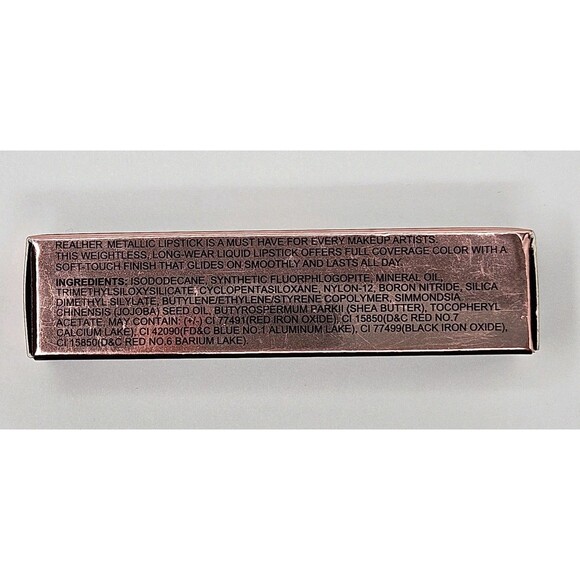 REALHER METALLIC LIPSTICK IS A MUST HAVE FOR EVERY MAKEUP ARTISTS.
THIS WEIGHTLESS, LONG-WEAR LIQUID LIPSTICK OFFERS FULL COVERAGE COLOR WITH A
SOFT-TOUCH FINISH THAT GLIDES ON SMOOTHLY AND LASTS ALL DAY.
INGREDIENTS: ISODODECANE, SYNTHETIC FLUORPHLOGOPITE, MINERAL OIL,
TRIMETHYLSILOXYSILICATE, CYCLOPENTASILOXANE, NYLON-12, BORON NITRIDE, SILICA
DIMETHYL SILYLATE, BUTYLENE/ETHYLENE/STYRENE COPOLYMER, SIMMONDSIA
CHINENSIS (JOJOBA) SEED OIL, BUTYROSPERMUM PARKII (SHEA BUTTER), TOCOPHERYL
ACETATE, MAY CONTAIN: (+/-) CI 77491(RED IRON OXIDE), CI 15850(D&C RED NO.7
CALCIUM LAKE), CI 42090(FD&C BLUE NO.1 ALUMINUM LAKE), CI 77499(BLACK IRON OXIDE),
CI 15850(D&C RED NO.6 BARIUM LAKE).